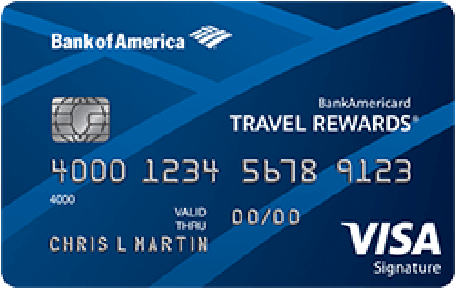 Bank of America
BankAmericard
TRAVEL REWARDS®
4000 1234 5678 9123
4000
VALID
THRU 00/00
CHRIS L MARTIN
VISA
Signature